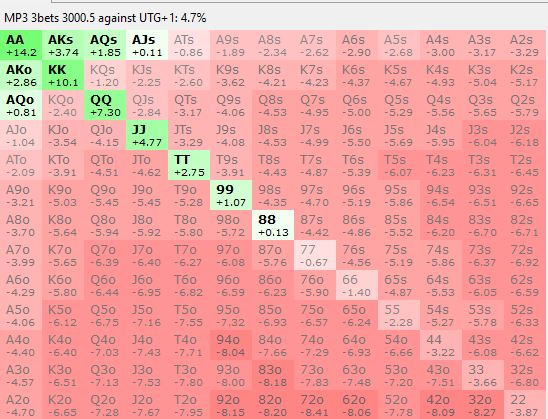 MP3 3bets 3000.5 against UTG+1: 4.7%
AA AKs AQs AJs ATs A9s A8s A7s A6s A5s A4s A3s A2s
+14.2 +3.74 +1.85 +0.11 -0.86 -1.89 -2.34 -2.62 -2.90 -2.68 -3.00 -3.17 -3.29
AKo KK KQs KJs KTs K9s K8s K7s K6s K5s K4s K3s K2s
+2.86 +10.1 -1.20 -2.25 -2.60 -3.62 -4.21 -4.23 -4.37 -4.67 -4.93 -5.04 -5.17
AQo KQo QQ QJs QTs Q9s Q8s Q7s Q6s Q5s Q4s Q3s Q2s
+0.81 -2.40 +7.30 -2.84 -3.17 -4.06 -4.53 -4.95 -5.00 -5.29 -5.56 -5.65 -5.79
AJo KJo QJo JJ JTs J9s J8s J7s J6s J5s J4s J3s J2s
-1.04 -3.54 -4.15 +4.77 -3.29 -4.08 -4.53 -4.99 -5.50 -5.69 -5.95 -6.04 -6.18
ATo KTo QTo JTo TT T9s T8s T7s T6s T5s T4s T3s T2s
-2.09 -3.91 -4.51 -4.62 +2.75 -3.91 -4.43 -4.87 -5.39 -6.07 -6.23 -6.31 -6.45
A9o K9o Q9o J9o T9o 99 98s 97s 96s 95s 94s 93s 92s
-3.21 -5.03 -5.45 -5.45 -5.28 +1.07 -4.35 -4.70 -5.19 -5.86 -6.54 -6.51 -6.65
A8o K8o Q8o J8o T8o 98o 88 87s 86s 85s 84s 83s 82s
-3.70 -5.64 -5.94 -5.92 -5.80 -5.72 +0.13 -4.42 -4.86 -5.52 -6.20 -6.70 -6.71
A7o K7o Q7o J7o T7o 97o 87o 77 76s 75s 74s 73s 72s
-3.99 -5.65 -6.39 -6.40 -6.27 -6.08 -5.76 -0.67 -4.56 -5.19 -5.86 -6.37 -6.92
A6o K6o Q6o J6o T6o 96o 86o 76o 66 65s 64s 63s 62s
-4.29 -5.80 -6.44 -6.95 -6.82 -6.59 -6.23 -5.90 -1.40 -4.87 -5.53 -6.05 -6.59
A5o K5o Q5o J5o T5o 95o 85o 75o 65o 55 54s 53s 52s
-4.06 -6.12 -6.75 -7.16 -7.55 -7.32 -6.93 -6.57 -6.24 -2.28 -5.27 -5.78 -6.33
A4o K4o Q4o J4o T4o 94o 84o 74o 64o 54o 44 43s 42s
-4.40 -6.40 -7.03 -7.43 -7.71 -8.04 -7.66 -7.29 -6.93 -6.66 -3.22 -6.08 -6.62
A3o K3o Q3o J3o T3o 93o 83o 73o 63o 53o 43o 33 32s
-4.57 -6.51 -7.13 -7.53 -7.80 -8.00 -8.18 -7.83 -7.48 -7.20 -7.51 -3.66 -6.80
A2o K2o Q2o J2o T2o 92o 82o 72o 62o 52o 42o 32o 22
-4.70 -6.65 -7.28 -7.67 -7.95 -8.15 -8.20 -8.41 -8.06 -7.78 -8.09 -8.20 -3.87